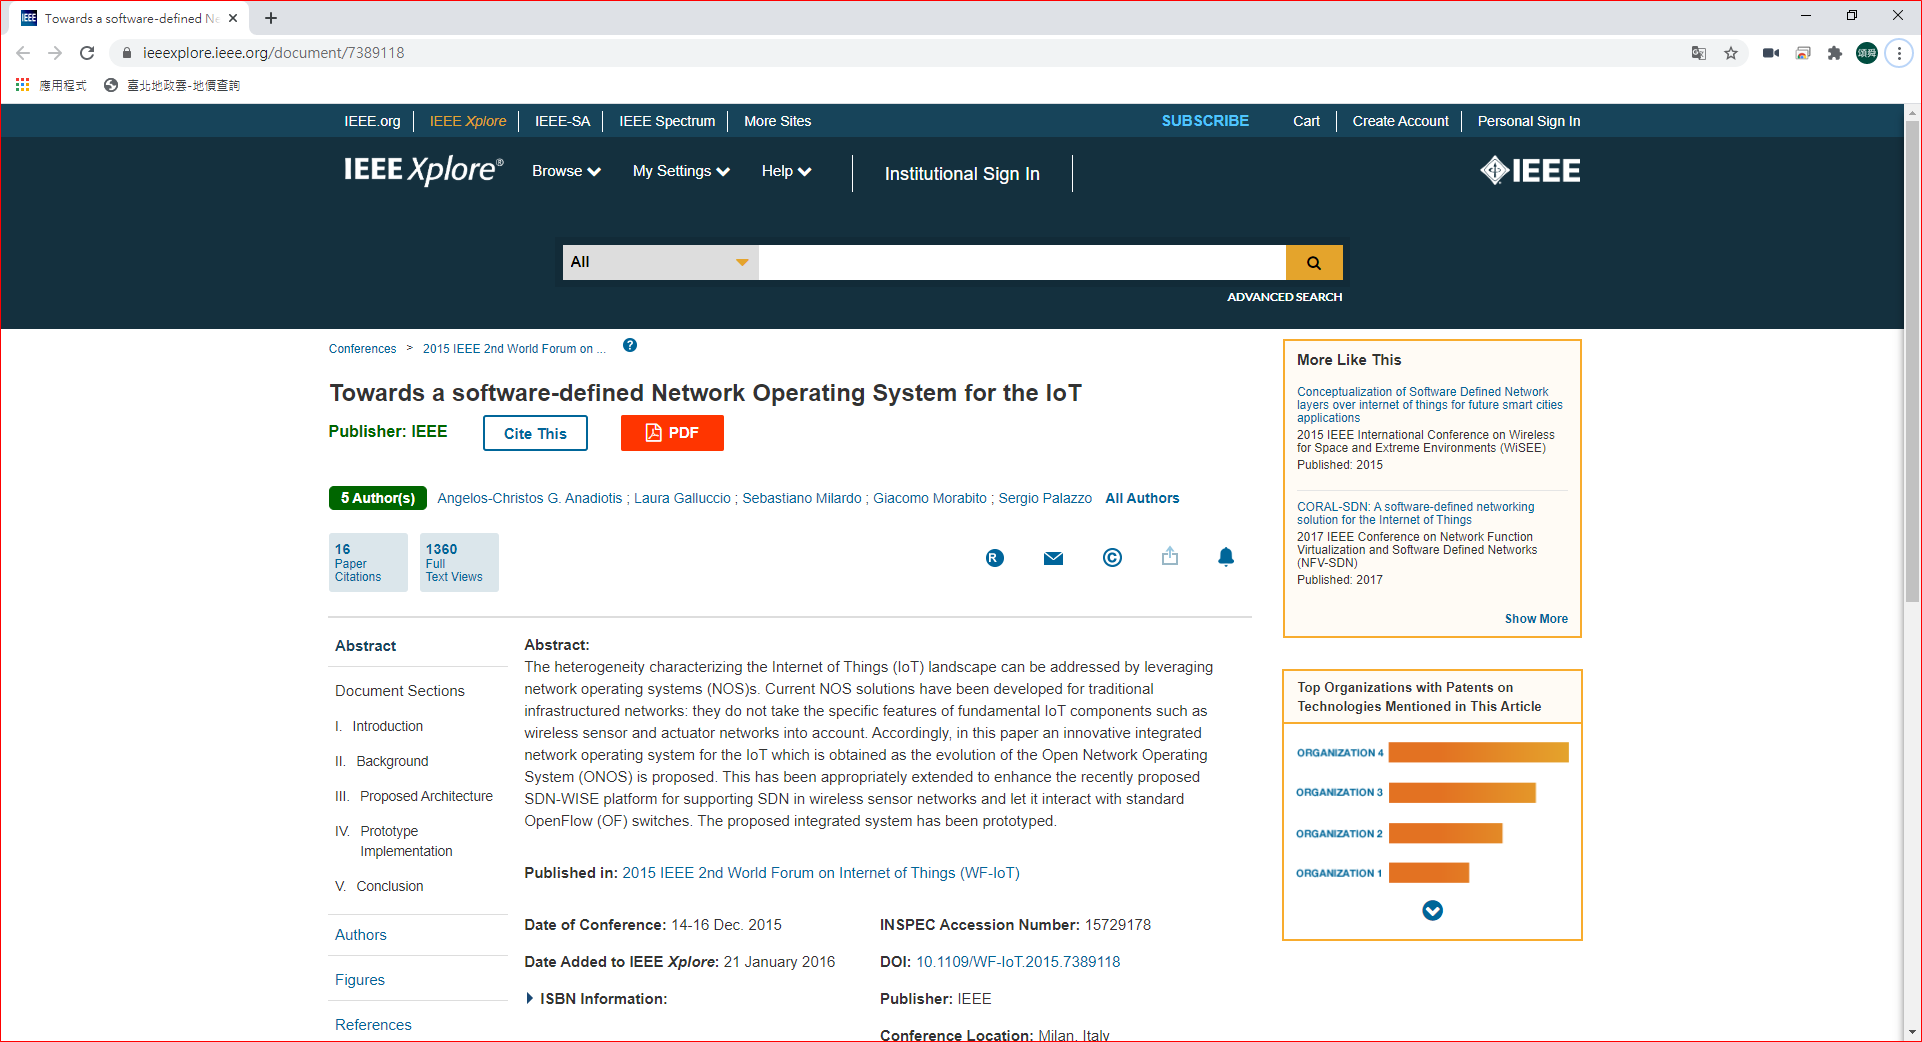 Towards a software-defined Ne
ieeexplore.ieee.org/document/7389118
頌舜
應用程式 臺北地政雲-地價查詢
IEEE.org IEEE Xplore IEEE-SA IEEE Spectrum More Sites SUBSCRIBE Cart Create Account Personal Sign In
IEEE Xplore® Browse My Settings Help Institutional Sign In IEEE
All
ADVANCED SEARCH
Conferences > 2015 IEEE 2nd World Forum on ... ?
Towards a software-defined Network Operating System for the IoT
Publisher: IEEE Cite This PDF
5 Author(s) Angelos-Christos G. Anadiotis ; Laura Galluccio ; Sebastiano Milardo ; Giacomo Morabito ; Sergio Palazzo All Authors
16
Paper
Citations
1360
Full
Text Views
R ©
Abstract
Document Sections
I. Introduction
II. Background
III. Proposed Architecture
IV. Prototype
Implementation
V. Conclusion
Authors
Figures
References
Abstract:
The heterogeneity characterizing the Internet of Things (IoT) landscape can be addressed by leveraging
network operating systems (NOS)s. Current NOS solutions have been developed for traditional
infrastructured networks: they do not take the specific features of fundamental IoT components such as
wireless sensor and actuator networks into account. Accordingly, in this paper an innovative integrated
network operating system for the IoT which is obtained as the evolution of the Open Network Operating
System (ONOS) is proposed. This has been appropriately extended to enhance the recently proposed
SDN-WISE platform for supporting SDN in wireless sensor networks and let it interact with standard
OpenFlow (OF) switches. The proposed integrated system has been prototyped.
Published in: 2015 IEEE 2nd World Forum on Internet of Things (WF-IoT)
Date of Conference: 14-16 Dec. 2015
Date Added to IEEE Xplore: 21 January 2016
ISBN Information:
INSPEC Accession Number: 15729178
DOI: 10.1109/WF-IoT.2015.7389118
Publisher: IEEE
Conference Location: Milan, Italy
More Like This
Conceptualization of Software Defined Network
layers over internet of things for future smart cities
applications
2015 IEEE International Conference on Wireless
for Space and Extreme Environments (WiSEE)
Published: 2015
CORAL-SDN: A software-defined networking
solution for the Internet of Things
2017 IEEE Conference on Network Function
Virtualization and Software Defined Networks
(NFV-SDN)
Published: 2017
Show More
Top Organizations with Patents on
Technologies Mentioned in This Article
ORGANIZATION 4
ORGANIZATION 3
ORGANIZATION 2
ORGANIZATION 1